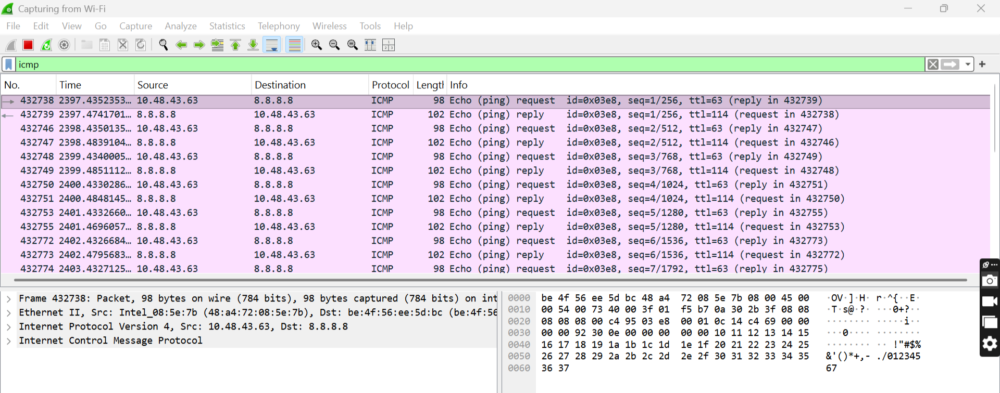 Capturing from Wi-Fi
File Edit View Go Capture Analyze Statistics Telephony Wireless Tools Help
icmp
No. Time Source Destination Protocol Length Info
432738 2397.4352353… 10.48.43.63 8.8.8.8 ICMP 98 Echo (ping) request id=0x03e8, seq=1/256, ttl=63 (reply in 432739)
432739 2397.4741701… 8.8.8.8 10.48.43.63 ICMP 102 Echo (ping) reply id=0x03e8, seq=1/256, ttl=114 (request in 432738)
432746 2398.4350135… 10.48.43.63 8.8.8.8 ICMP 98 Echo (ping) request id=0x03e8, seq=2/512, ttl=63 (reply in 432747)
432747 2398.4839104… 8.8.8.8 10.48.43.63 ICMP 102 Echo (ping) reply id=0x03e8, seq=2/512, ttl=114 (request in 432746)
432748 2399.4340005… 10.48.43.63 8.8.8.8 ICMP 98 Echo (ping) request id=0x03e8, seq=3/768, ttl=63 (reply in 432749)
432749 2399.4851112… 8.8.8.8 10.48.43.63 ICMP 102 Echo (ping) reply id=0x03e8, seq=3/768, ttl=114 (request in 432748)
432750 2400.4330286… 10.48.43.63 8.8.8.8 ICMP 98 Echo (ping) request id=0x03e8, seq=4/1024, ttl=63 (reply in 432751)
432751 2400.4848145… 8.8.8.8 10.48.43.63 ICMP 102 Echo (ping) reply id=0x03e8, seq=4/1024, ttl=114 (request in 432750)
432753 2401.4332660… 10.48.43.63 8.8.8.8 ICMP 98 Echo (ping) request id=0x03e8, seq=5/1280, ttl=63 (reply in 432755)
432755 2401.4696057… 8.8.8.8 10.48.43.63 ICMP 102 Echo (ping) reply id=0x03e8, seq=5/1280, ttl=114 (request in 432753)
432772 2402.4326684… 10.48.43.63 8.8.8.8 ICMP 98 Echo (ping) request id=0x03e8, seq=6/1536, ttl=63 (reply in 432773)
432773 2402.4795683… 8.8.8.8 10.48.43.63 ICMP 102 Echo (ping) reply id=0x03e8, seq=6/1536, ttl=114 (request in 432772)
432774 2403.4327125… 10.48.43.63 8.8.8.8 ICMP 98 Echo (ping) request id=0x03e8, seq=7/1792, ttl=63 (reply in 432775)
Frame 432738: Packet, 98 bytes on wire (784 bits), 98 bytes captured (784 bits) on int
Ethernet II, Src: Intel_08:5e:7b (48:a4:72:08:5e:7b), Dst: be:4f:56:ee:5d:bc (be:4f:56
Internet Protocol Version 4, Src: 10.48.43.63, Dst: 8.8.8.8
Internet Control Message Protocol
0000 be 4f 56 ee 5d bc 48 a4 72 08 5e 7b 08 00 45 00 ·OV·]·H· r·^{··E·
0010 00 54 00 73 40 00 3f 01 f5 b7 0a 30 2b 3f 08 08 ·T·s@·?· ···0+?··
0020 08 08 08 00 c4 95 03 e8 00 01 0c 14 c4 69 00 00 ········ ·····i··
0030 00 00 92 30 0e 00 00 00 00 00 10 11 12 13 14 15 ···0···· ········
0040 16 17 18 19 1a 1b 1c 1d 1e 1f 20 21 22 23 24 25 ········ ·· !"#$%
0050 26 27 28 29 2a 2b 2c 2d 2e 2f 30 31 32 33 34 35 &'()*+,- ./012345
0060 36 37 67